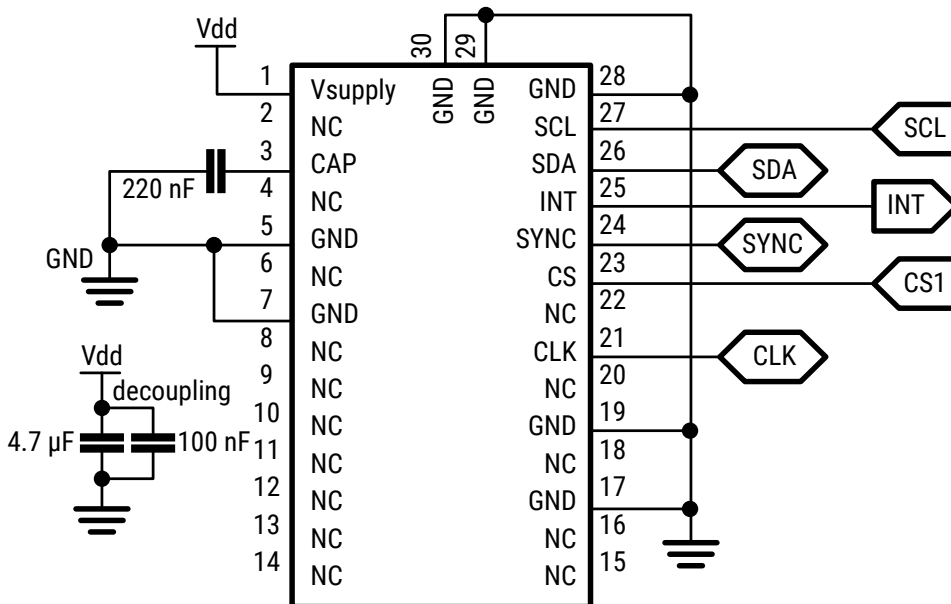 Vdd
30
29
1
Vsupply
GND
GND
GND
28
2
NC
SCL
27
SCL
3
CAP
SDA
26
SDA
220 nF
4
NC
INT
25
INT
5
GND
SYNC
24
SYNC
GND
6
NC
CS
23
CS1
7
GND
NC
22
8
NC
CLK
21
CLK
Vdd
9
NC
NC
20
decoupling
10
NC
GND
19
4.7 µF
100 nF
11
NC
NC
18
12
NC
GND
17
13
NC
NC
16
14
NC
NC
15